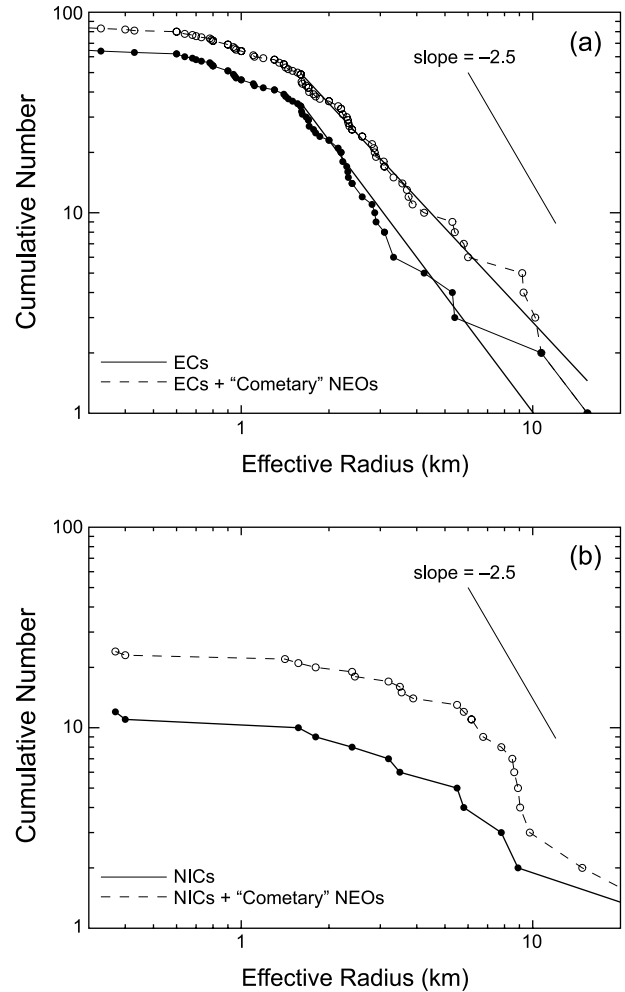 100
(a)
slope = –2.5
Cumulative Number
10
ECs
ECs + “Cometary” NEOs
1
1
10
Effective Radius (km)
100
(b)
slope = –2.5
Cumulative Number
10
NICs
NICs + “Cometary” NEOs
1
1
10
Effective Radius (km)